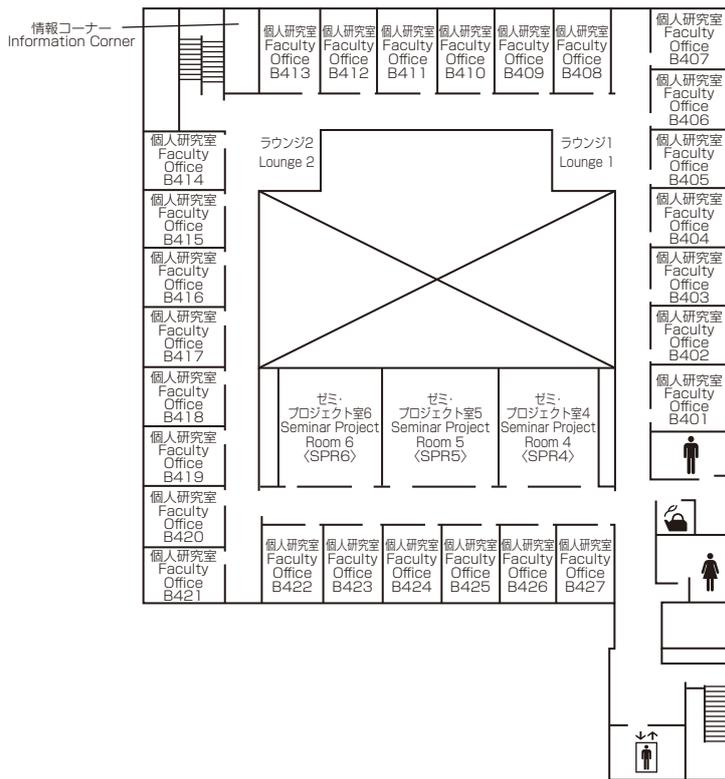 情報コーナー
Information Corner
個人研究室
Faculty
Office
B413
個人研究室
Faculty
Office
B412
個人研究室
Faculty
Office
B411
個人研究室
Faculty
Office
B410
個人研究室
Faculty
Office
B409
個人研究室
Faculty
Office
B408
個人研究室
Faculty
Office
B407
個人研究室
Faculty
Office
B406
個人研究室
Faculty
Office
B405
個人研究室
Faculty
Office
B404
個人研究室
Faculty
Office
B403
個人研究室
Faculty
Office
B402
個人研究室
Faculty
Office
B401
ラウンジ2
Lounge 2
ラウンジ1
Lounge 1
個人研究室
Faculty
Office
B414
個人研究室
Faculty
Office
B415
個人研究室
Faculty
Office
B416
個人研究室
Faculty
Office
B417
個人研究室
Faculty
Office
B418
個人研究室
Faculty
Office
B419
個人研究室
Faculty
Office
B420
個人研究室
Faculty
Office
B421
ゼミ・
プロジェクト室6
Seminar Project
Room 6
〈SPR6〉
ゼミ・
プロジェクト室5
Seminar Project
Room 5
〈SPR5〉
ゼミ・
プロジェクト室4
Seminar Project
Room 4
〈SPR4〉
個人研究室
Faculty
Office
B422
個人研究室
Faculty
Office
B423
個人研究室
Faculty
Office
B424
個人研究室
Faculty
Office
B425
個人研究室
Faculty
Office
B426
個人研究室
Faculty
Office
B427